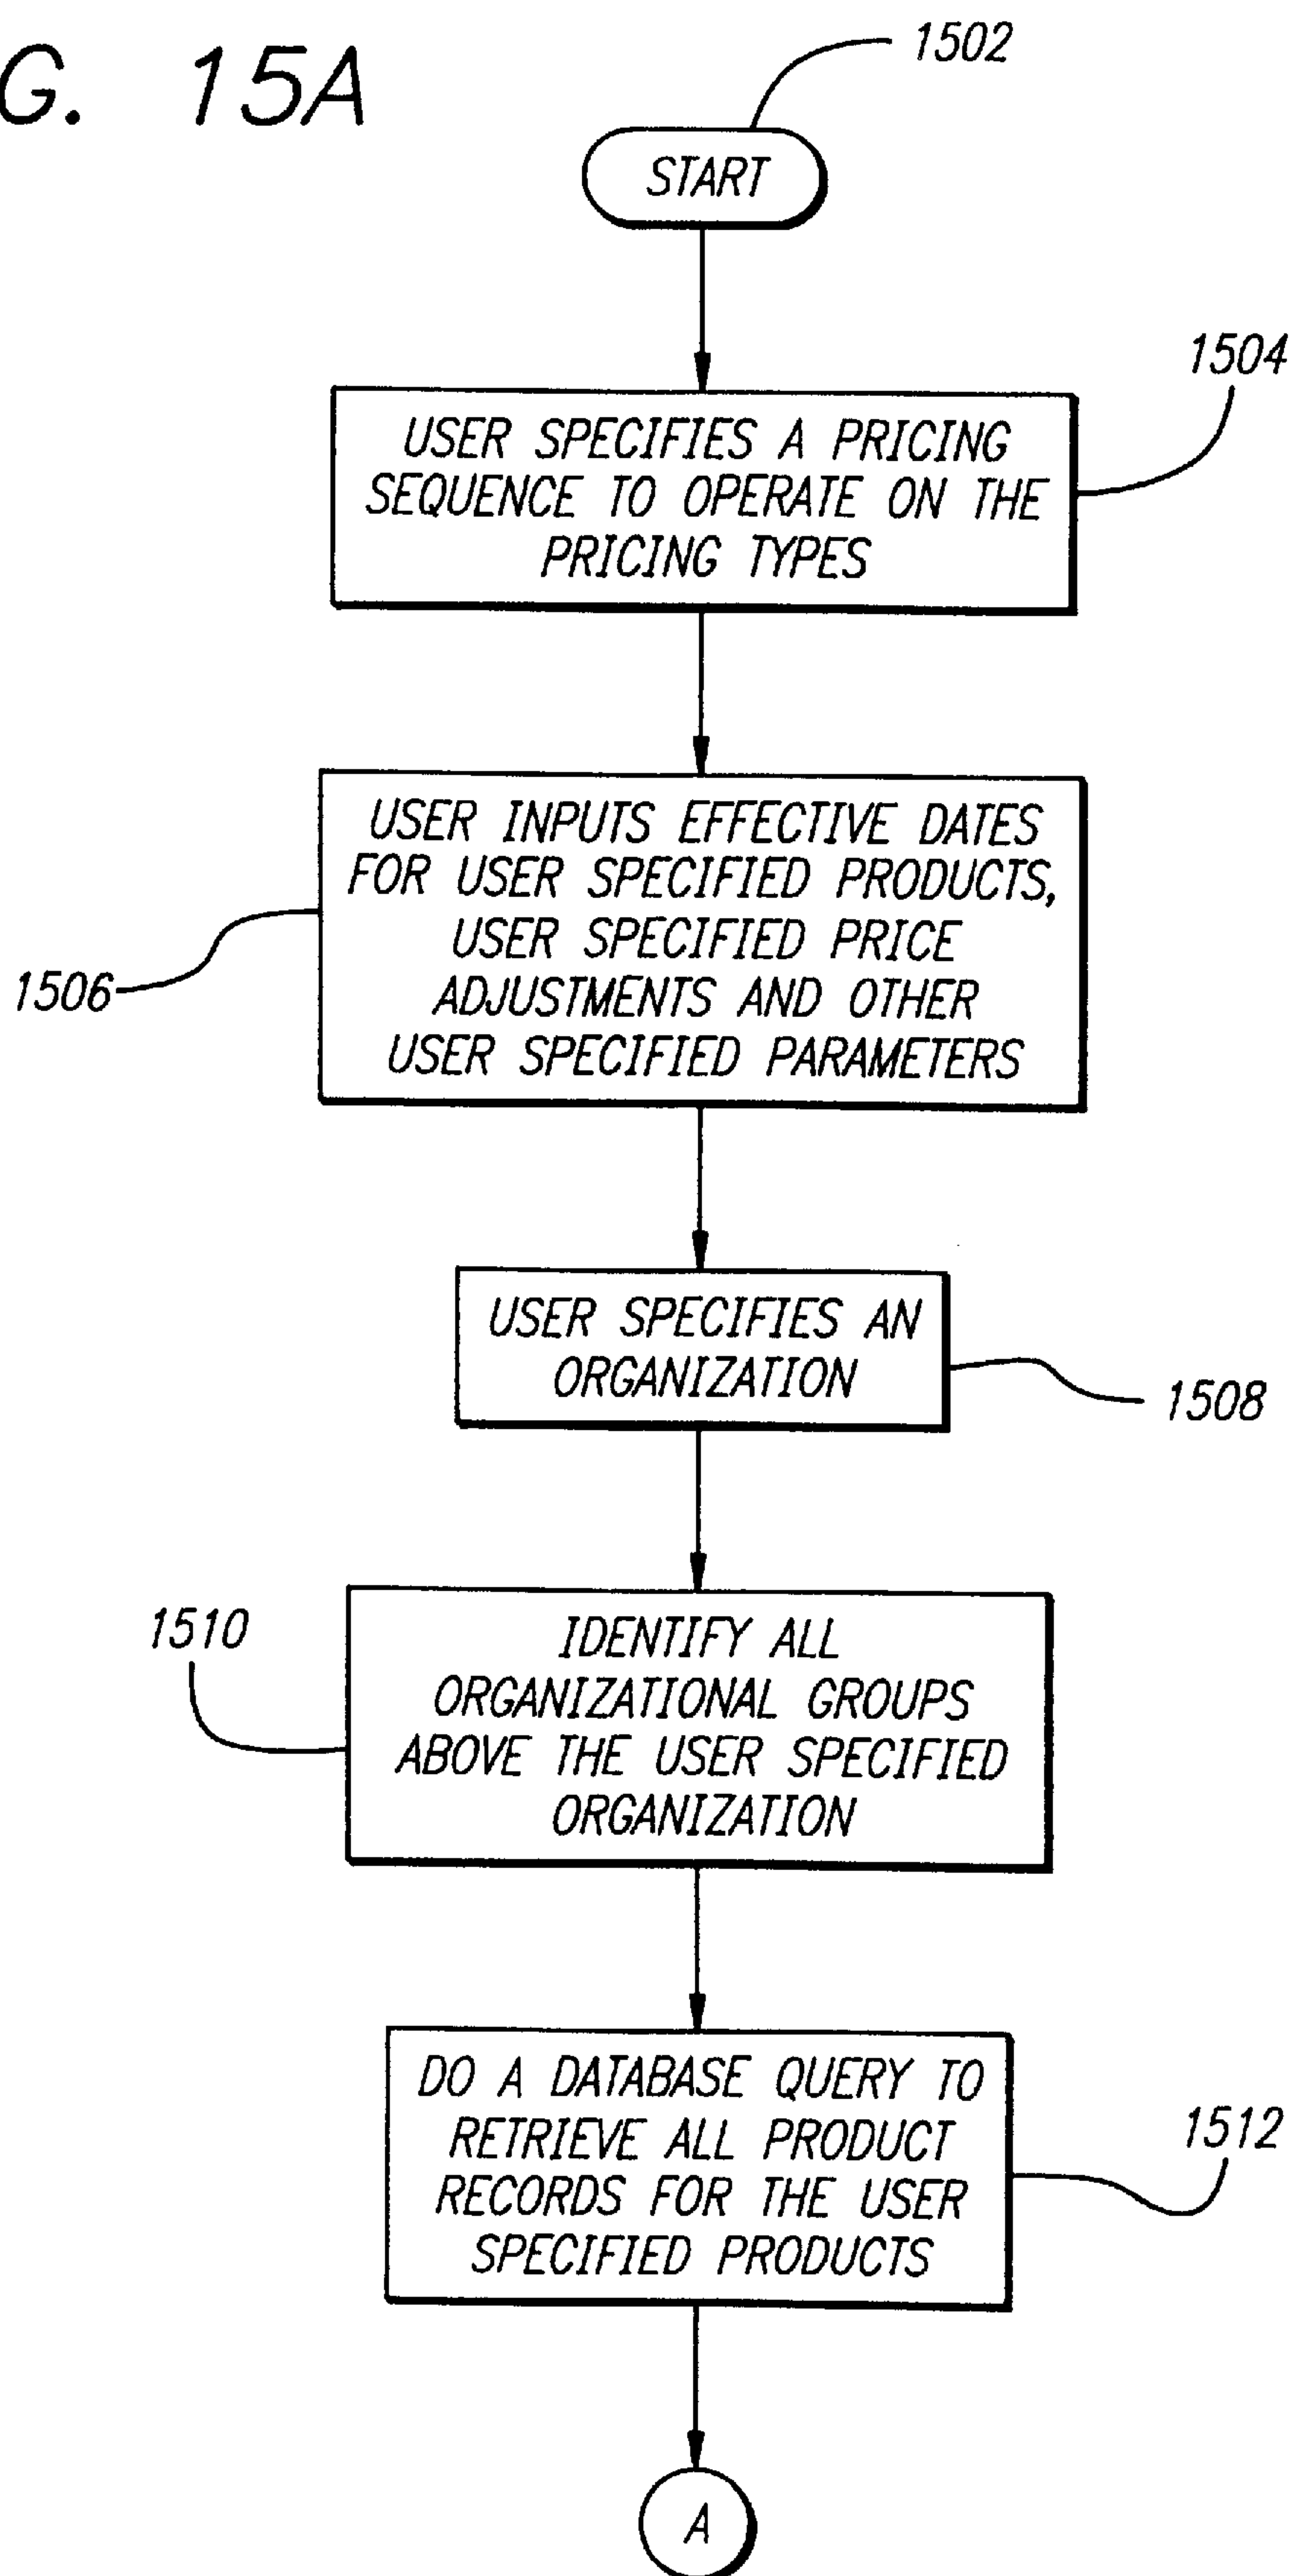 G. 15A
1502
START
1504
USER SPECIFIES A PRICING
SEQUENCE TO OPERATE ON THE
PRICING TYPES
USER INPUTS EFFECTIVE DATES
FOR USER SPECIFIED PRODUCTS,
USER SPECIFIED PRICE
ADJUSTMENTS AND OTHER
USER SPECIFIED PARAMETERS
1506
USER SPECIFIES AN
ORGANIZATION
1508
1510
IDENTIFY ALL
ORGANIZATIONAL GROUPS
ABOVE THE USER SPECIFIED
ORGANIZATION
DO A DATABASE QUERY TO
RETRIEVE ALL PRODUCT
RECORDS FOR THE USER
SPECIFIED PRODUCTS
1512
A